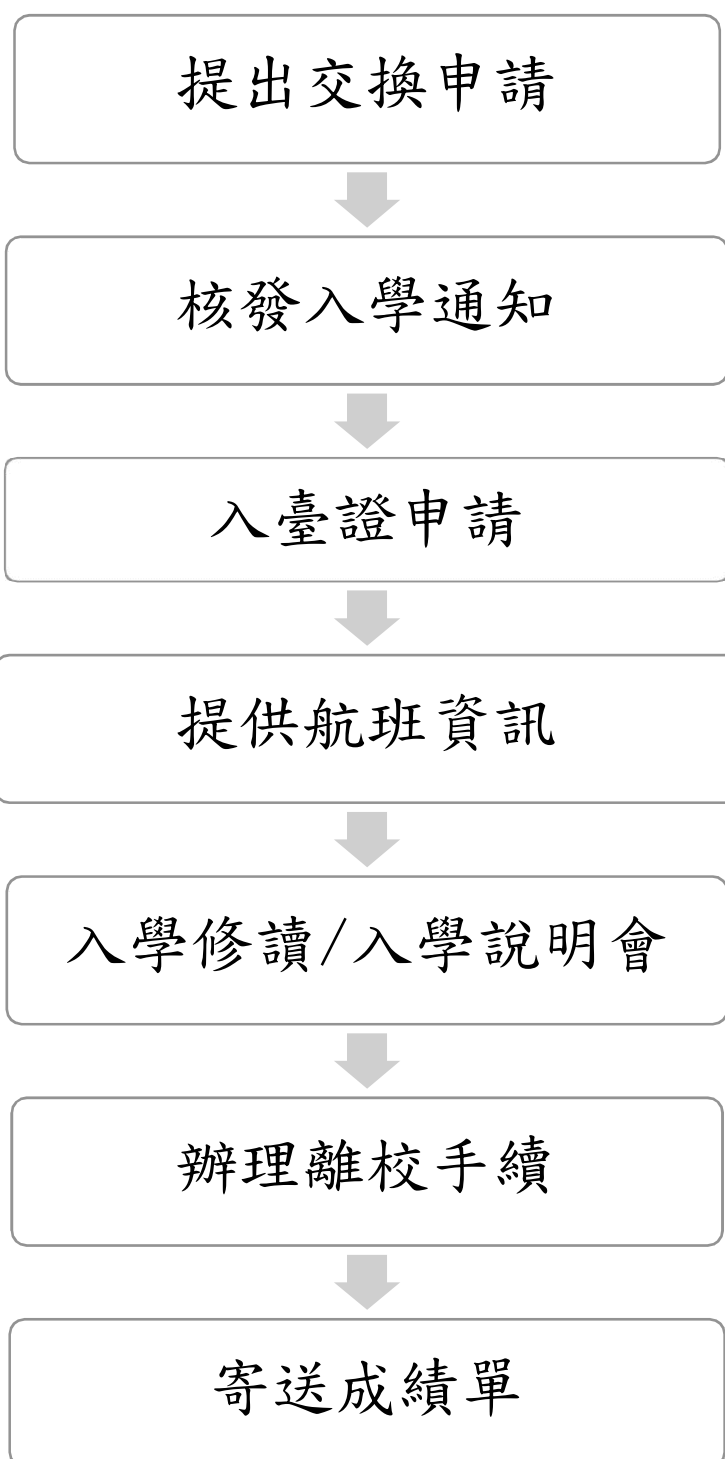 提出交換申請
核發入學通知
入臺證申請
提供航班資訊
入學修讀/入學說明會
辦理離校手續
寄送成績單